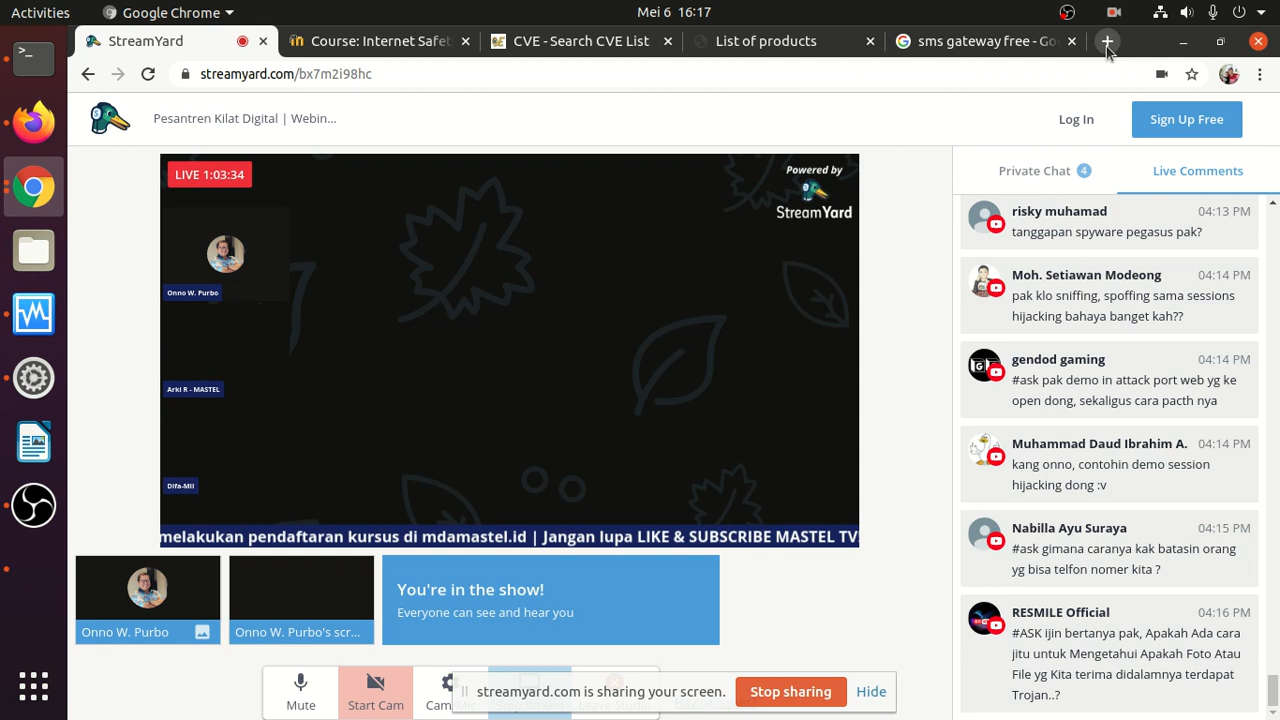 Activities
Google Chrome
Mei 6 16:17
StreamYard
Course: Internet Safet
CVE - Search CVE List
List of products
sms gateway free - Go
streamyard.com/bx7m2i98hc
Pesantren Kilat Digital | Webin...
Log In
Sign Up Free
LIVE 1:03:34
Powered by
StreamYard
Onno W. Purbo
Arki R - MASTEL
Difa-Mii
melakukan pendaftaran kursus di mdamastel.id | Jangan lupa LIKE & SUBSCRIBE MASTEL TV!
Onno W. Purbo
Onno W. Purbo's scr...
You're in the show!
Everyone can see and hear you
Mute
Start Cam
streamyard.com is sharing your screen.
Stop sharing
Hide
Private Chat 4
Live Comments
risky muhamad 04:13 PM
tanggapan spyware pegasus pak?
Moh. Setiawan Modeong 04:14 PM
pak klo sniffing, spoffing sama sessions
hijacking bahaya banget kah??
gendod gaming 04:14 PM
#ask pak demo in attack port web yg ke
open dong, sekaligus cara pacth nya
Muhammad Daud Ibrahim A. 04:14 PM
kang onno, contohin demo session
hijacking dong :v
Nabilla Ayu Suraya 04:15 PM
#ask gimana caranya kak batasin orang
yg bisa telfon nomer kita ?
RESMILE Official 04:16 PM
#ASK ijin bertanya pak, Apakah Ada cara
jitu untuk Mengetahui Apakah Foto Atau
File yg Kita terima didalamnya terdapat
Trojan..?